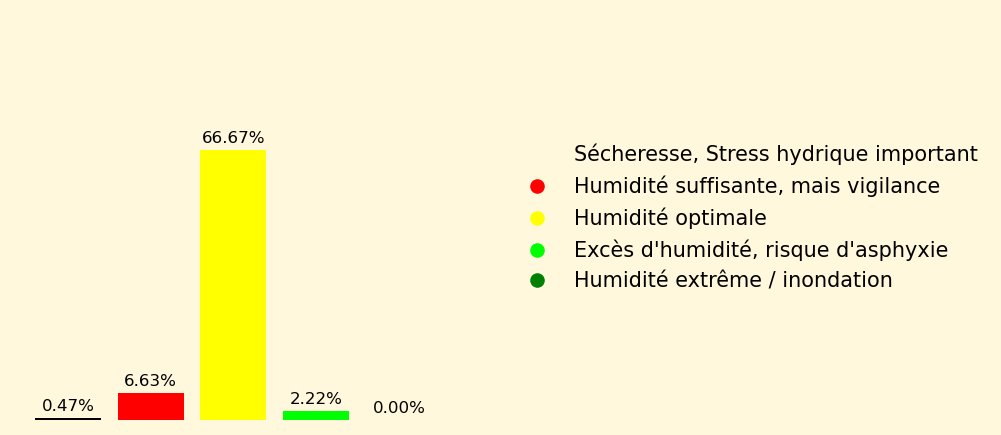 66.67%
6.63%
0.47%
2.22%
0.00%
Sécheresse, Stress hydrique important
Humidité suffisante, mais vigilance
Humidité optimale
Excès d'humidité, risque d'asphyxie
Humidité extrême / inondation